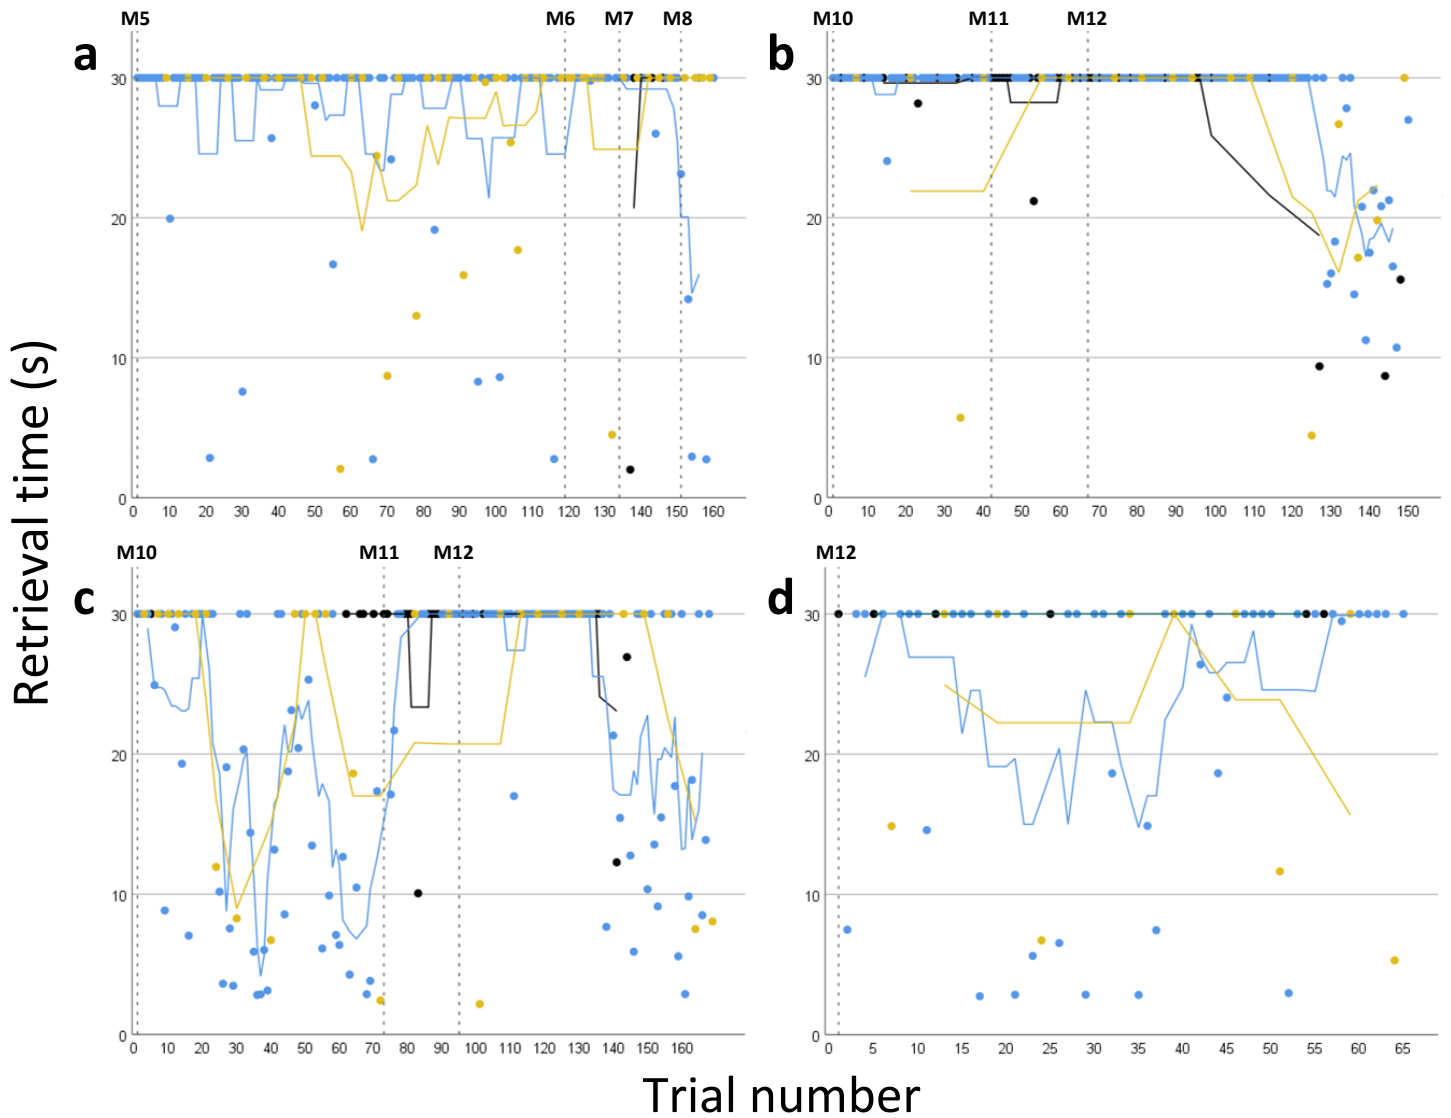 M5 M6 M7 M8 M10 M11 M12
a b
30 30
20 20
10 10
0 0
0 10 20 30 40 50 60 70 80 90 100 110 120 130 140 150 160 0 10 20 30 40 50 60 70 80 90 100 110 120 130 140 150
Retrieval time (s)
M10 M11 M12 M12
c d
30 30
20 20
10 10
0 0
0 10 20 30 40 50 60 70 80 90 100 110 120 130 140 150 160 0 5 10 15 20 25 30 35 40 45 50 55 60 65
Trial number